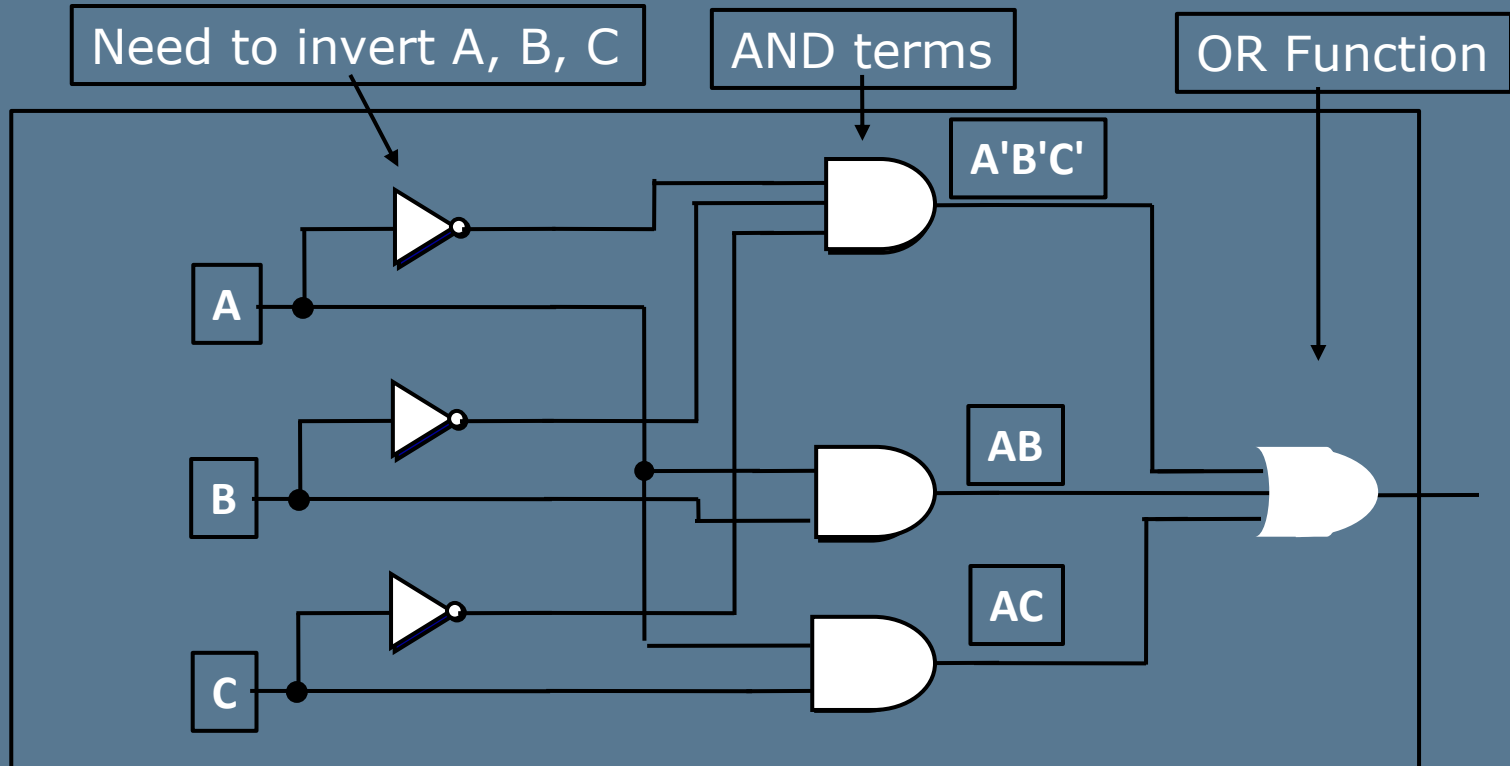 Need to invert A, B, C
AND terms
OR Function
A'B'C'
A
B
AB
AC
C